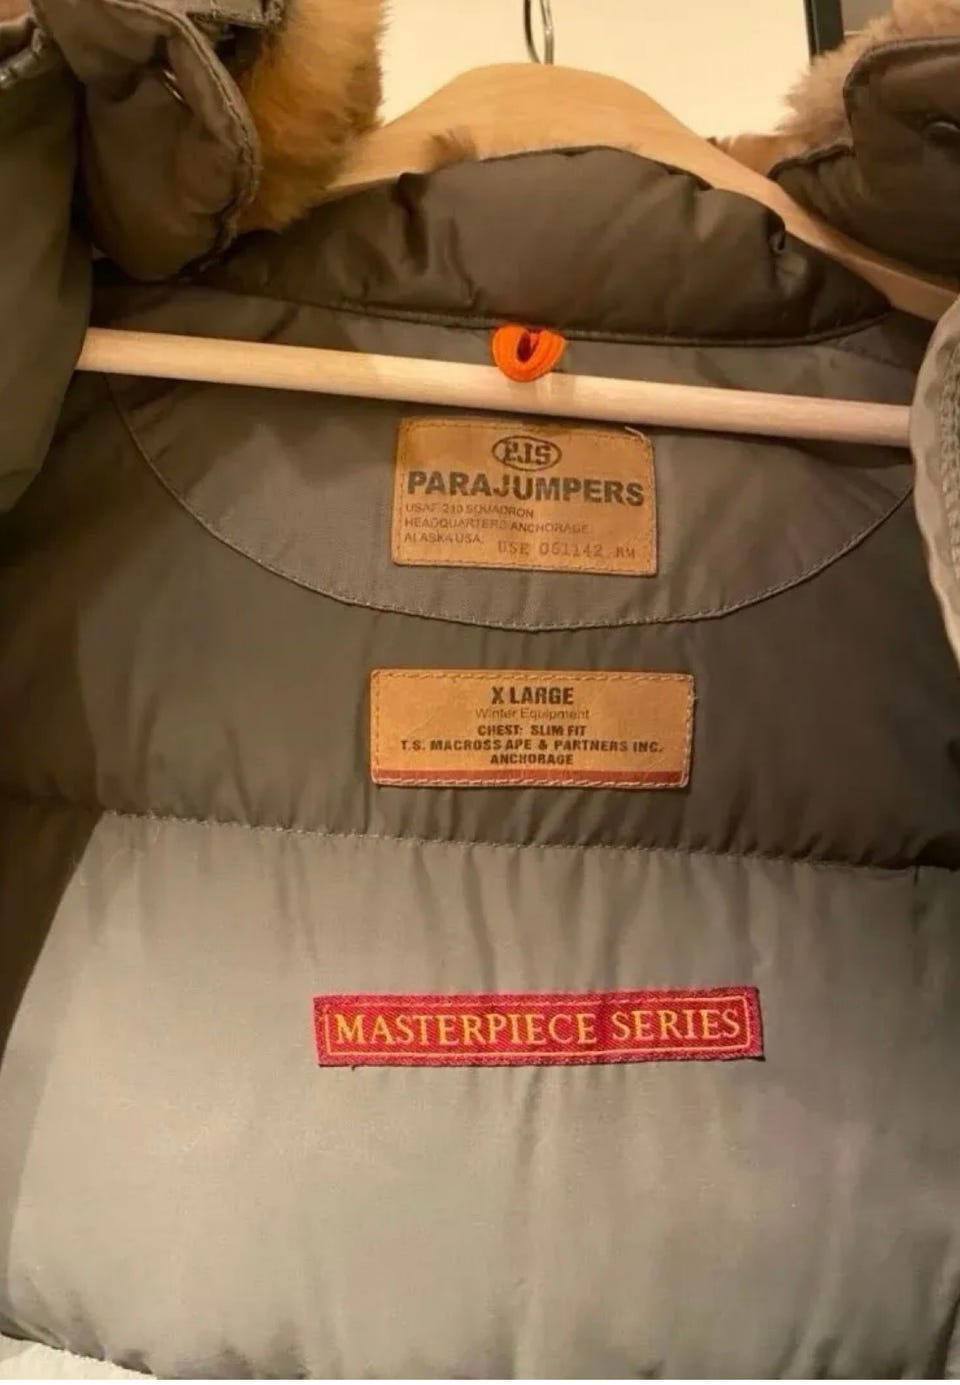 PJS
PARAJUMPERS
USAF 210 SQUADRON
HEADQUARTERS ANCHORAGE
ALASKA USA. USE 061142 RM
X LARGE
Winter Equipment
CHEST: SLIM FIT
T.S. MACROSS APE & PARTNERS INC.
ANCHORAGE
MASTERPIECE SERIES